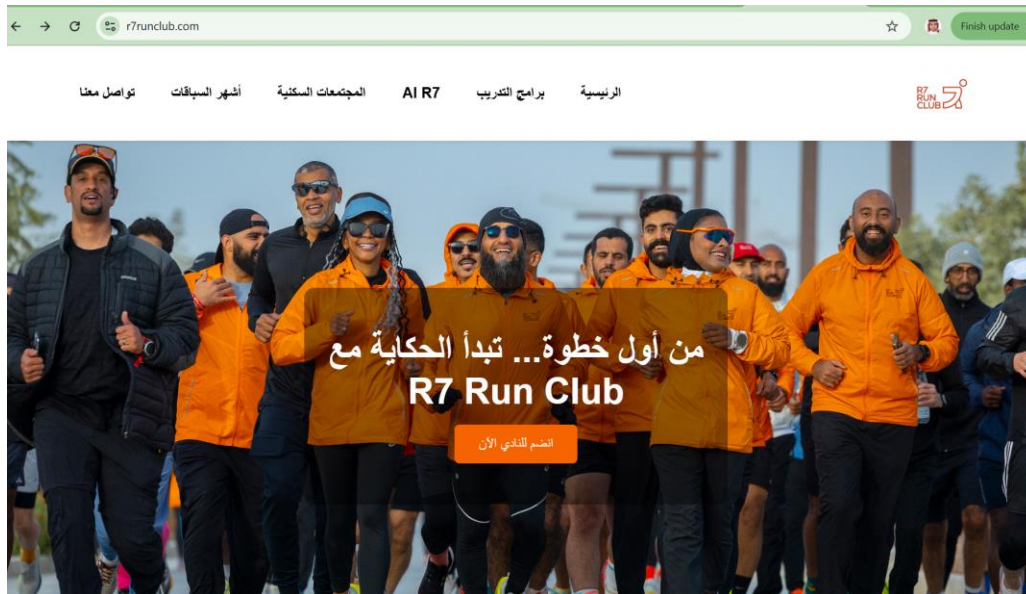 r7runclub.com
Finish update
الرئيسية
برامج التدريب
AI R7
المجتمعات السكنية
أشهر السباقات
تواصل معنا
R7
RUN
CLUB
من أول خطوة... تبدأ الحكاية مع
R7 Run Club
انضم للنادي الآن